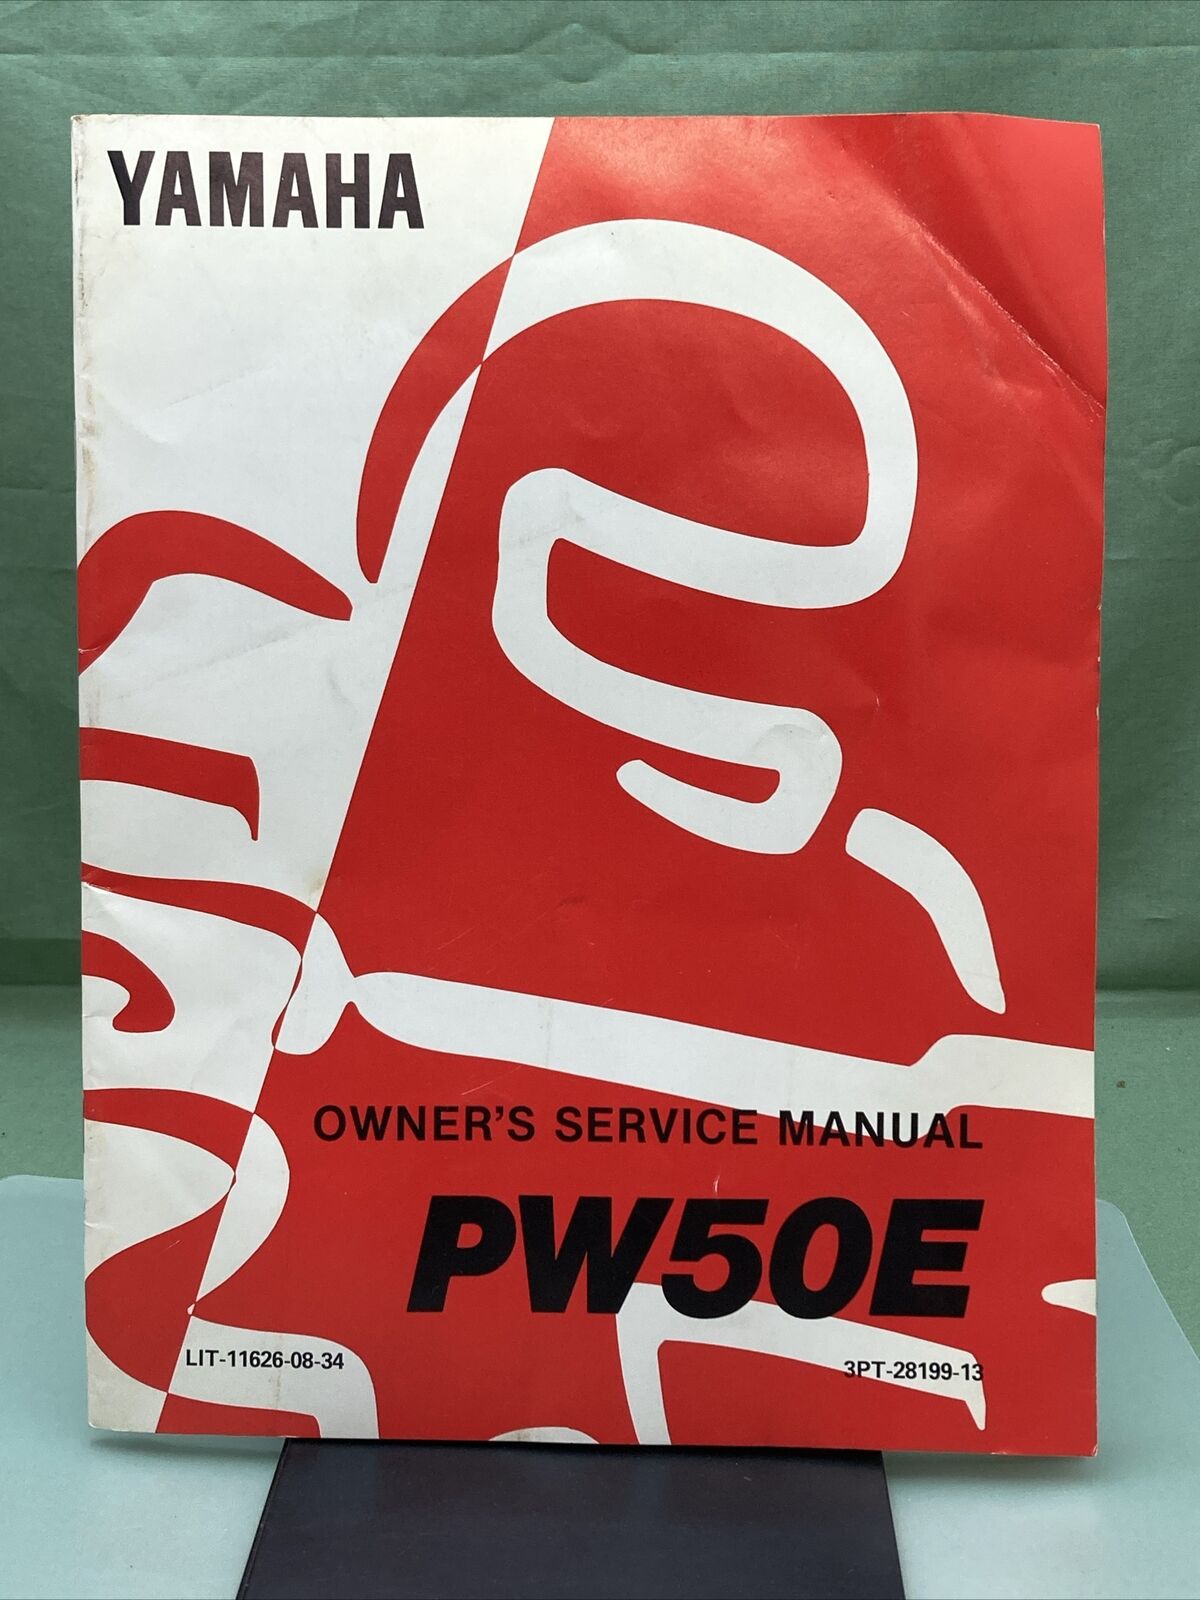 YAMAHA
OWNER'S SERVICE MANUAL
PW50E
LIT-11626-08-34
3PT-28199-13